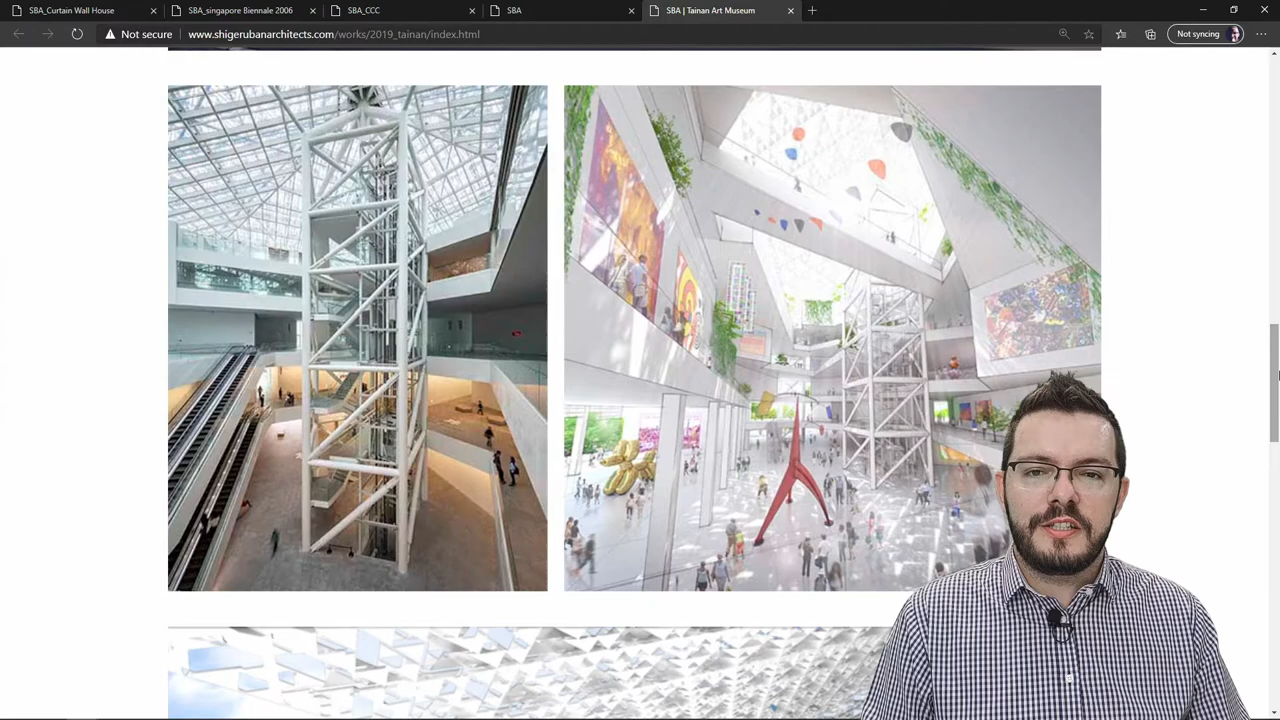 SBA_Curtain Wall House
SBA_singapore Biennale 2006
SBA_CCC
SBA
SBA | Tainan Art Museum
Not secure
www.shigerubanarchitects.com/works/2019_tainan/index.html
Not syncing